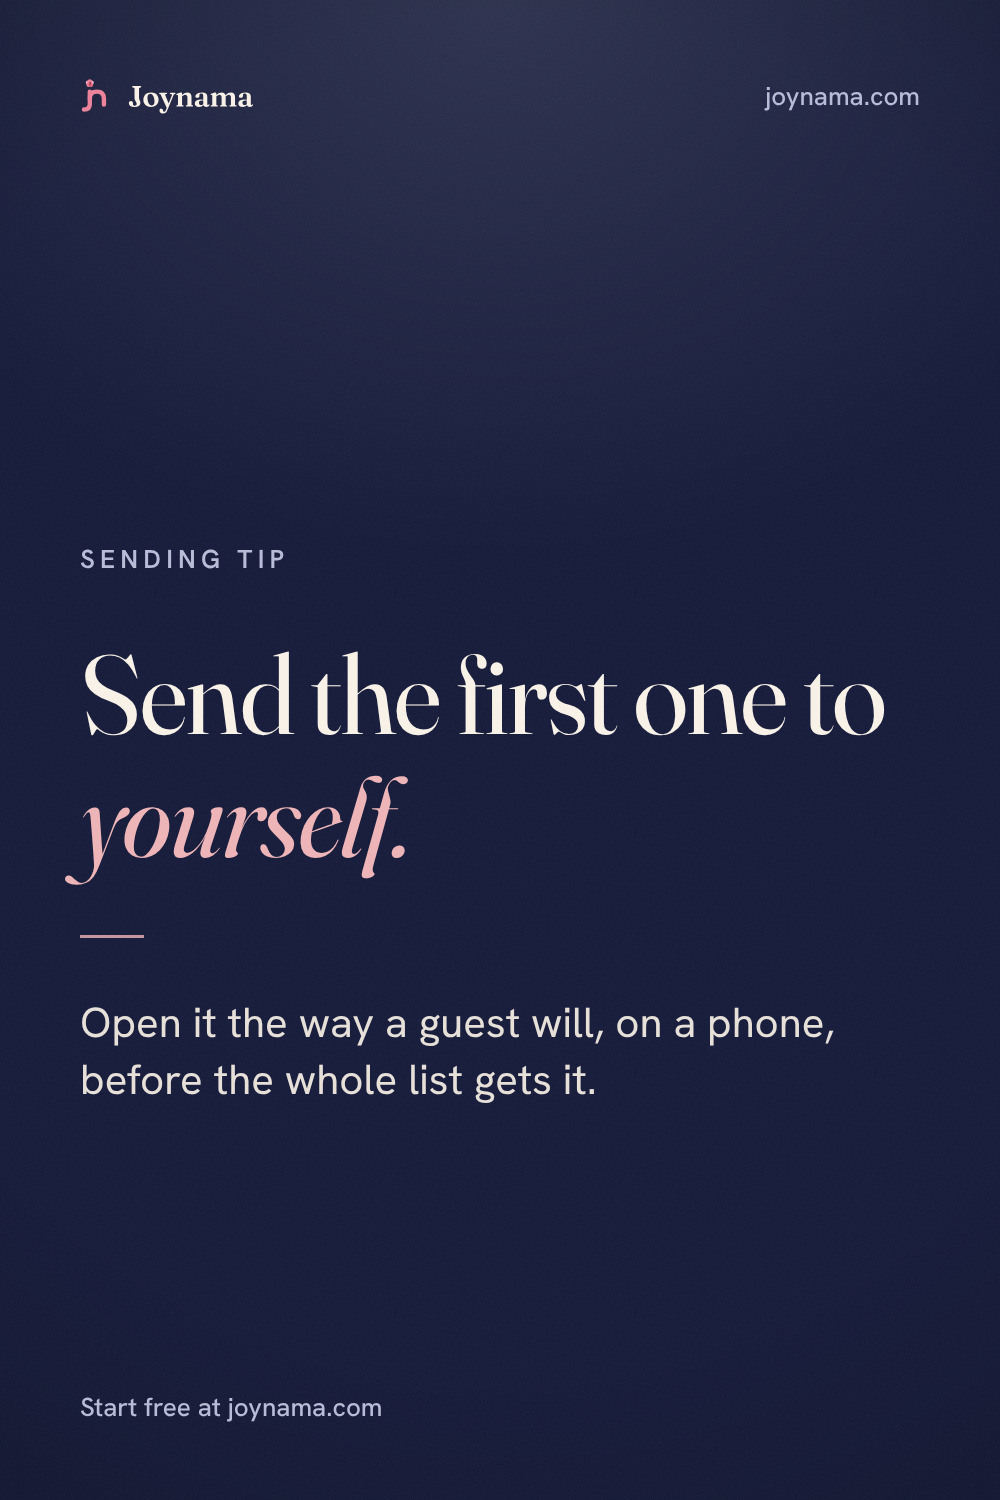 Joynama
joynama.com
SENDING TIP
Send the first one to
yourself.
Open it the way a guest will, on a phone,
before the whole list gets it.
Start free at joynama.com